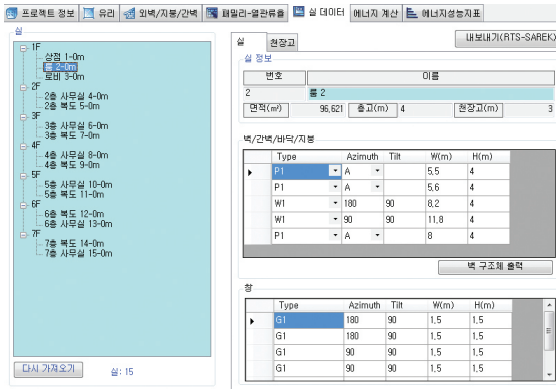 프로젝트 정보 유리 외벽/지붕/간벽 패밀리-열관류율 실 데이터 에너지 계산 에너지성능지표
실
1F
상점 1-0m
룸 2-0m
로비 3-0m
2F
2층 사무실 4-0m
2층 복도 5-0m
3F
3층 사무실 6-0m
3층 복도 7-0m
4F
4층 사무실 8-0m
4층 복도 9-0m
5F
5층 사무실 10-0m
5층 복도 11-0m
6F
6층 복도 12-0m
6층 사무실 13-0m
7F
7층 복도 14-0m
7층 사무실 15-0m
다시 가져오기 실: 15
실 천장고 내보내기(RTS-SAREK)
실 정보
번호 이름
2 룸 2
면적(㎡) 96,621 층고(m) 4 천장고(m) 3
벽/간벽/바닥/지붕
Type Azimuth Tilt W(m) H(m)
P1 A 5,5 4
P1 A 5,6 4
W1 180 90 8,2 4
W1 90 90 11,8 4
P1 A 8 4
벽 구조체 출력
창
Type Azimuth Tilt W(m) H(m)
G1 180 90 1,5 1,5
G1 180 90 1,5 1,5
G1 90 90 1,5 1,5
G1 90 90 1,5 1,5